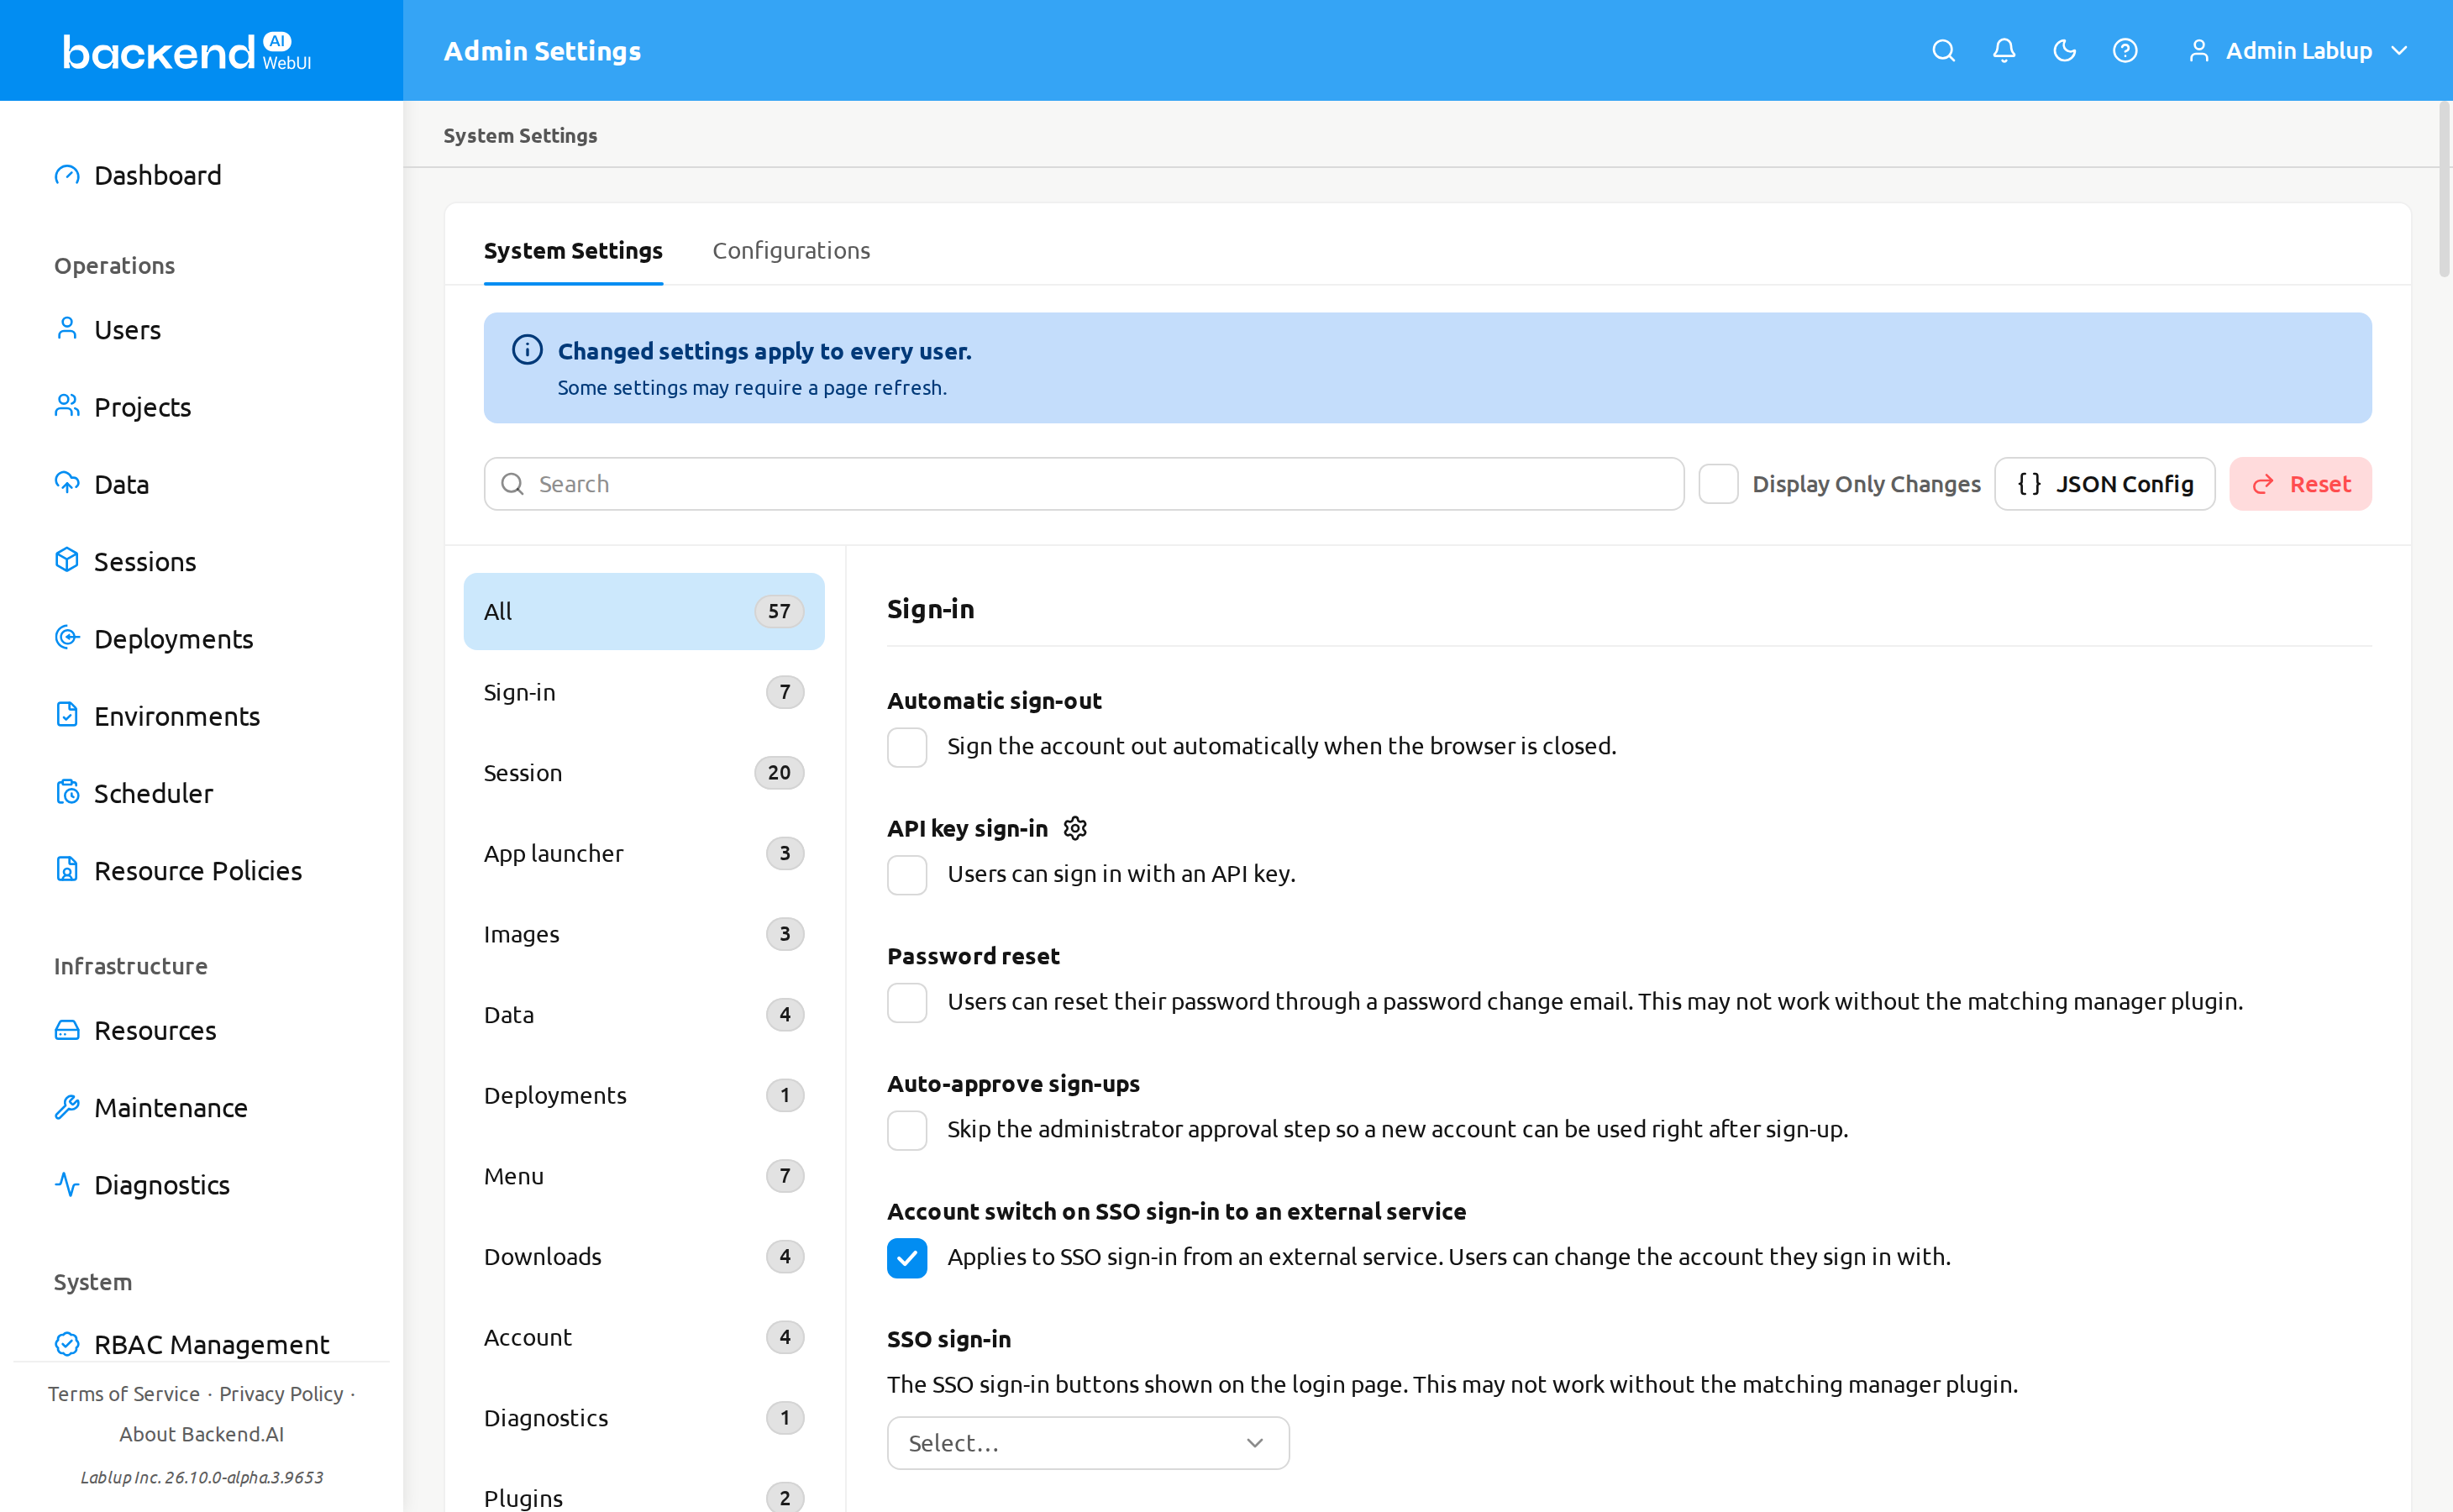 backend AI WebUI
Admin Settings
Admin Lablup
System Settings
Dashboard
Operations
Users
Projects
Data
Sessions
Deployments
Environments
Scheduler
Resource Policies
Infrastructure
Resources
Maintenance
Diagnostics
System
RBAC Management
Terms of Service · Privacy Policy ·
About Backend.AI
Lablup Inc. 26.10.0-alpha.3.9653
System Settings
Configurations
Changed settings apply to every user.
Some settings may require a page refresh.
Search
Display Only Changes
{} JSON Config
Reset
All 57
Sign-in 7
Session 20
App launcher 3
Images 3
Data 4
Deployments 1
Menu 7
Downloads 4
Account 4
Diagnostics 1
Plugins 2
Sign-in
Automatic sign-out
Sign the account out automatically when the browser is closed.
API key sign-in
Users can sign in with an API key.
Password reset
Users can reset their password through a password change email. This may not work without the matching manager plugin.
Auto-approve sign-ups
Skip the administrator approval step so a new account can be used right after sign-up.
Account switch on SSO sign-in to an external service
Applies to SSO sign-in from an external service. Users can change the account they sign in with.
SSO sign-in
The SSO sign-in buttons shown on the login page. This may not work without the matching manager plugin.
Select...